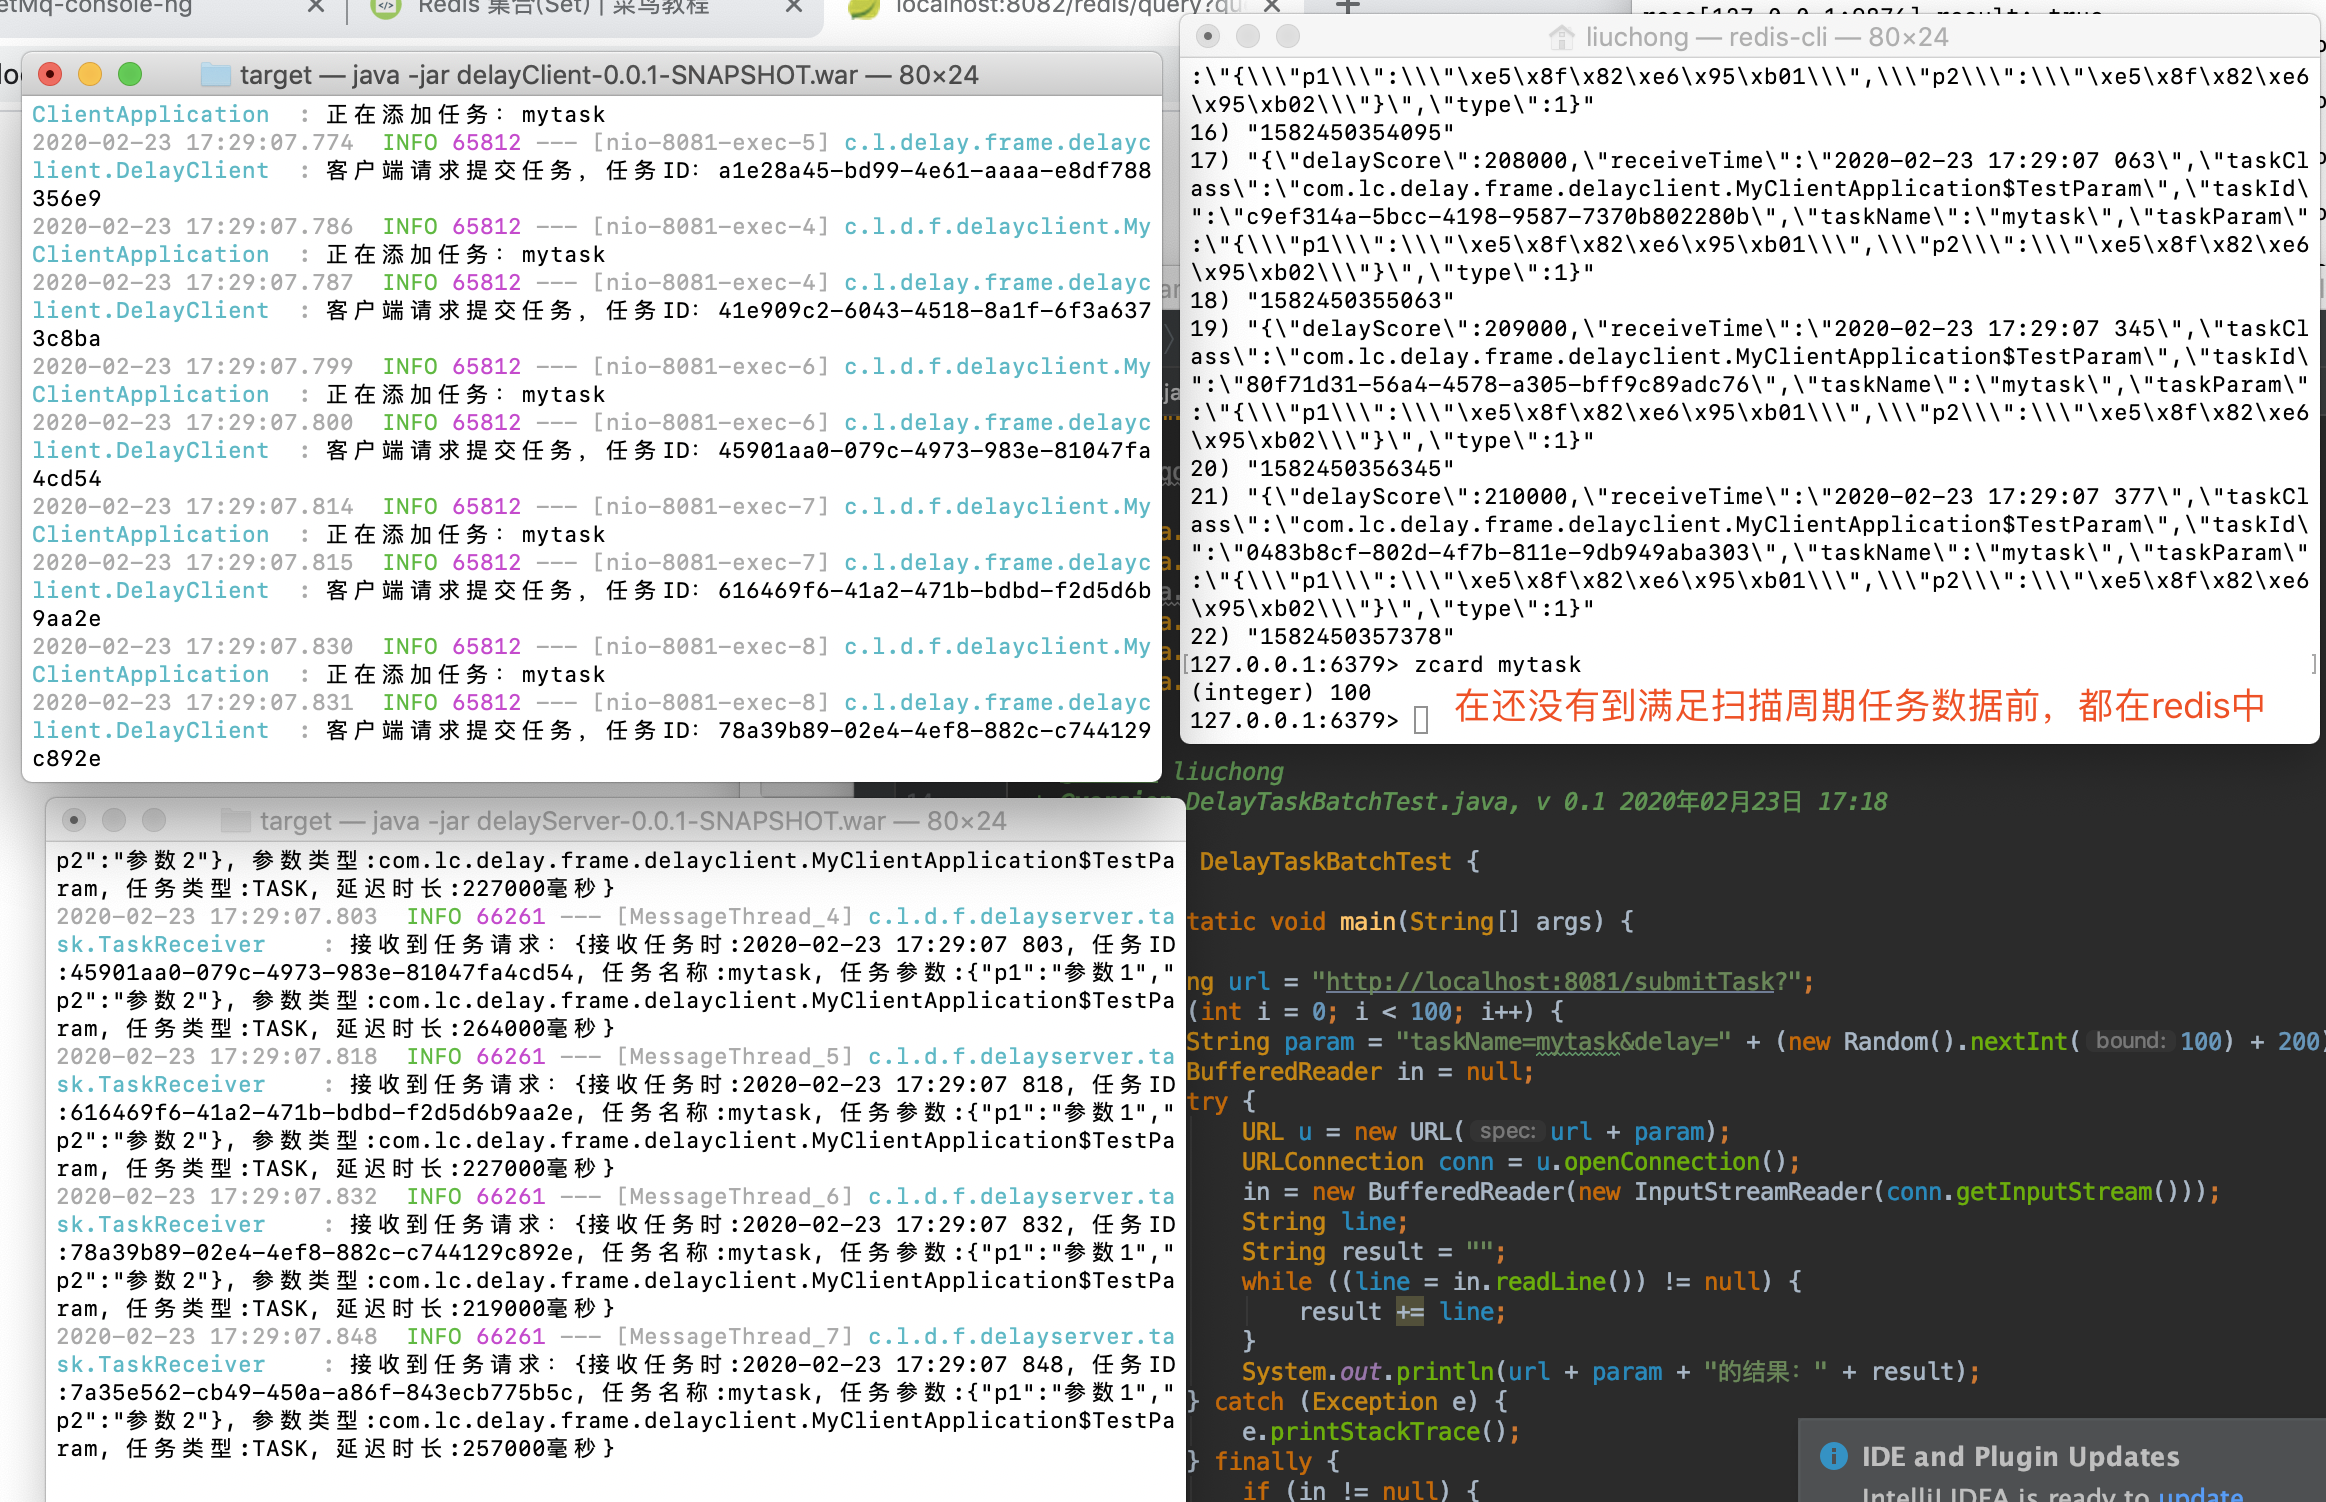 Redis 集合(Set) | 菜鸟教程
target — java -jar delayClient-0.0.1-SNAPSHOT.war — 80×24
ClientApplication  : 正在添加任务: mytask
2020-02-23 17:29:07.774  INFO 65812 --- [nio-8081-exec-5] c.l.delay.frame.delayc
lient.DelayClient  : 客户端请求提交任务, 任务ID: a1e28a45-bd99-4e61-aaaa-e8df788
356e9
2020-02-23 17:29:07.786  INFO 65812 --- [nio-8081-exec-4] c.l.d.f.delayclient.My
ClientApplication  : 正在添加任务: mytask
2020-02-23 17:29:07.787  INFO 65812 --- [nio-8081-exec-4] c.l.delay.frame.delayc
lient.DelayClient  : 客户端请求提交任务, 任务ID: 41e909c2-6043-4518-8a1f-6f3a637
3c8ba
2020-02-23 17:29:07.799  INFO 65812 --- [nio-8081-exec-6] c.l.d.f.delayclient.My
ClientApplication  : 正在添加任务: mytask
2020-02-23 17:29:07.800  INFO 65812 --- [nio-8081-exec-6] c.l.delay.frame.delayc
lient.DelayClient  : 客户端请求提交任务, 任务ID: 45901aa0-079c-4973-983e-81047fa
4cd54
2020-02-23 17:29:07.814  INFO 65812 --- [nio-8081-exec-7] c.l.d.f.delayclient.My
ClientApplication  : 正在添加任务: mytask
2020-02-23 17:29:07.815  INFO 65812 --- [nio-8081-exec-7] c.l.delay.frame.delayc
lient.DelayClient  : 客户端请求提交任务, 任务ID: 616469f6-41a2-471b-bdbd-f2d5d6b
9aa2e
2020-02-23 17:29:07.830  INFO 65812 --- [nio-8081-exec-8] c.l.d.f.delayclient.My
ClientApplication  : 正在添加任务: mytask
2020-02-23 17:29:07.831  INFO 65812 --- [nio-8081-exec-8] c.l.delay.frame.delayc
lient.DelayClient  : 客户端请求提交任务, 任务ID: 78a39b89-02e4-4ef8-882c-c744129
c892e
liuchong — redis-cli — 80×24
:\"{\\\"p1\\\":\\\"\xe5\x8f\x82\xe6\x95\xb01\\\",\\\"p2\\\":\\\"\xe5\x8f\x82\xe6
\x95\xb02\\\"}\",\"type\":1}"
16) "1582450354095"
17) "{\"delayScore\":208000,\"receiveTime\":\"2020-02-23 17:29:07 063\",\"taskCl
ass\":\"com.lc.delay.frame.delayclient.MyClientApplication$TestParam\",\"taskId\
":\"c9ef314a-5bcc-4198-9587-7370b802280b\",\"taskName\":\"mytask\",\"taskParam\"
:\"{\\\"p1\\\":\\\"\xe5\x8f\x82\xe6\x95\xb01\\\",\\\"p2\\\":\\\"\xe5\x8f\x82\xe6
\x95\xb02\\\"}\",\"type\":1}"
18) "1582450355063"
19) "{\"delayScore\":209000,\"receiveTime\":\"2020-02-23 17:29:07 345\",\"taskCl
ass\":\"com.lc.delay.frame.delayclient.MyClientApplication$TestParam\",\"taskId\
":\"80f71d31-56a4-4578-a305-bff9c89adc76\",\"taskName\":\"mytask\",\"taskParam\"
:\"{\\\"p1\\\":\\\"\xe5\x8f\x82\xe6\x95\xb01\\\",\\\"p2\\\":\\\"\xe5\x8f\x82\xe6
\x95\xb02\\\"}\",\"type\":1}"
20) "1582450356345"
21) "{\"delayScore\":210000,\"receiveTime\":\"2020-02-23 17:29:07 377\",\"taskCl
ass\":\"com.lc.delay.frame.delayclient.MyClientApplication$TestParam\",\"taskId\
":\"0483b8cf-802d-4f7b-811e-9db949aba303\",\"taskName\":\"mytask\",\"taskParam\"
:\"{\\\"p1\\\":\\\"\xe5\x8f\x82\xe6\x95\xb01\\\",\\\"p2\\\":\\\"\xe5\x8f\x82\xe6
\x95\xb02\\\"}\",\"type\":1}"
22) "1582450357378"
[127.0.0.1:6379> zcard mytask ]
(integer) 100
127.0.0.1:6379>
在还没有到满足扫描周期任务数据前，都在redis中
target — java -jar delayServer-0.0.1-SNAPSHOT.war — 80×24
p2":"参数2"}, 参数类型:com.lc.delay.frame.delayclient.MyClientApplication$TestPa
ram, 任务类型:TASK, 延迟时长:227000毫秒}
2020-02-23 17:29:07.803  INFO 66261 --- [MessageThread_4] c.l.d.f.delayserver.ta
sk.TaskReceiver    : 接收到任务请求: {接收任务时:2020-02-23 17:29:07 803, 任务ID
:45901aa0-079c-4973-983e-81047fa4cd54, 任务名称:mytask, 任务参数:{"p1":"参数1","
p2":"参数2"}, 参数类型:com.lc.delay.frame.delayclient.MyClientApplication$TestPa
ram, 任务类型:TASK, 延迟时长:264000毫秒}
2020-02-23 17:29:07.818  INFO 66261 --- [MessageThread_5] c.l.d.f.delayserver.ta
sk.TaskReceiver    : 接收到任务请求: {接收任务时:2020-02-23 17:29:07 818, 任务ID
:616469f6-41a2-471b-bdbd-f2d5d6b9aa2e, 任务名称:mytask, 任务参数:{"p1":"参数1","
p2":"参数2"}, 参数类型:com.lc.delay.frame.delayclient.MyClientApplication$TestPa
ram, 任务类型:TASK, 延迟时长:227000毫秒}
2020-02-23 17:29:07.832  INFO 66261 --- [MessageThread_6] c.l.d.f.delayserver.ta
sk.TaskReceiver    : 接收到任务请求: {接收任务时:2020-02-23 17:29:07 832, 任务ID
:78a39b89-02e4-4ef8-882c-c744129c892e, 任务名称:mytask, 任务参数:{"p1":"参数1","
p2":"参数2"}, 参数类型:com.lc.delay.frame.delayclient.MyClientApplication$TestPa
ram, 任务类型:TASK, 延迟时长:219000毫秒}
2020-02-23 17:29:07.848  INFO 66261 --- [MessageThread_7] c.l.d.f.delayserver.ta
sk.TaskReceiver    : 接收到任务请求: {接收任务时:2020-02-23 17:29:07 848, 任务ID
:7a35e562-cb49-450a-a86f-843ecb775b5c, 任务名称:mytask, 任务参数:{"p1":"参数1","
p2":"参数2"}, 参数类型:com.lc.delay.frame.delayclient.MyClientApplication$TestPa
ram, 任务类型:TASK, 延迟时长:257000毫秒}
liuchong
DelayTaskBatchTest.java, v 0.1 2020年02月23日 17:18
DelayTaskBatchTest {
tatic void main(String[] args) {
ng url = "http://localhost:8081/submitTask?";
(int i = 0; i < 100; i++) {
String param = "taskName=mytask&delay=" + (new Random().nextInt( bound: 100) + 200)
BufferedReader in = null;
try {
URL u = new URL( spec: url + param);
URLConnection conn = u.openConnection();
in = new BufferedReader(new InputStreamReader(conn.getInputStream()));
String line;
String result = "";
while ((line = in.readLine()) != null) {
result += line;
}
System.out.println(url + param + "的结果: " + result);
} catch (Exception e) {
e.printStackTrace();
} finally {
if (in != null) {
IDE and Plugin Updates
IntelliJ IDEA is ready to update